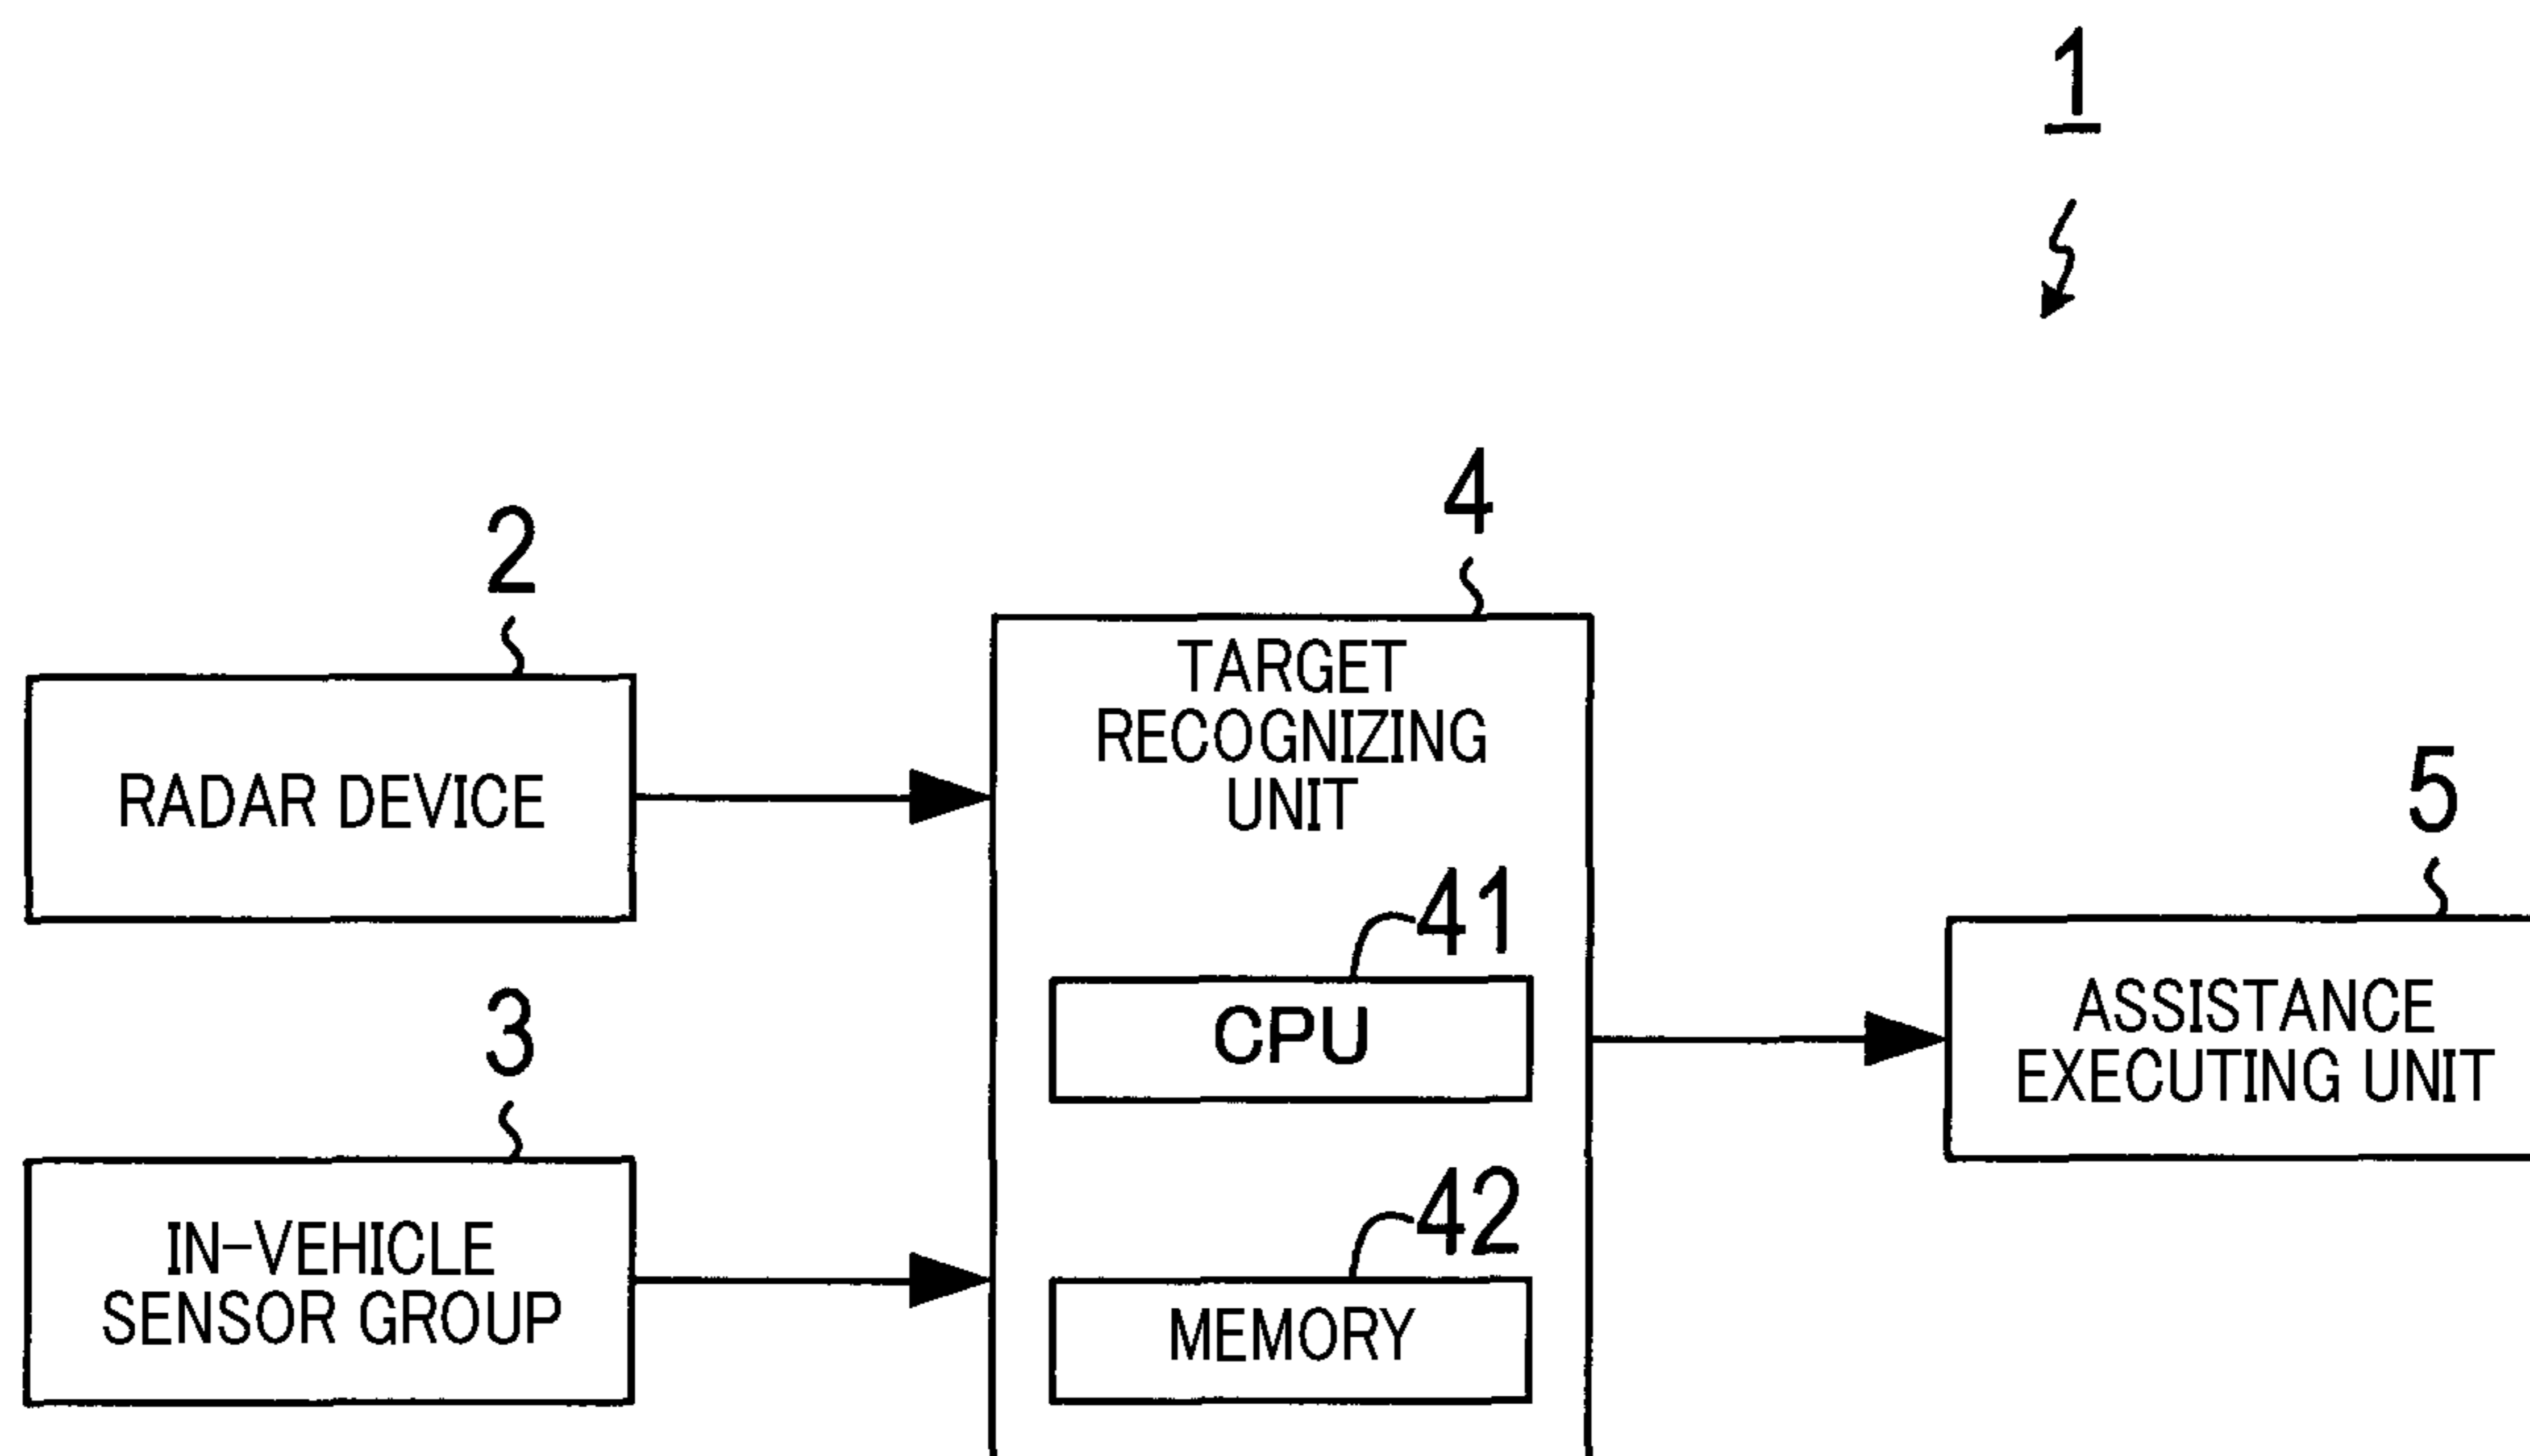 1
2
RADAR DEVICE
3
IN-VEHICLE
SENSOR GROUP
4
TARGET
RECOGNIZING
UNIT
41
CPU
42
MEMORY
5
ASSISTANCE
EXECUTING UNIT